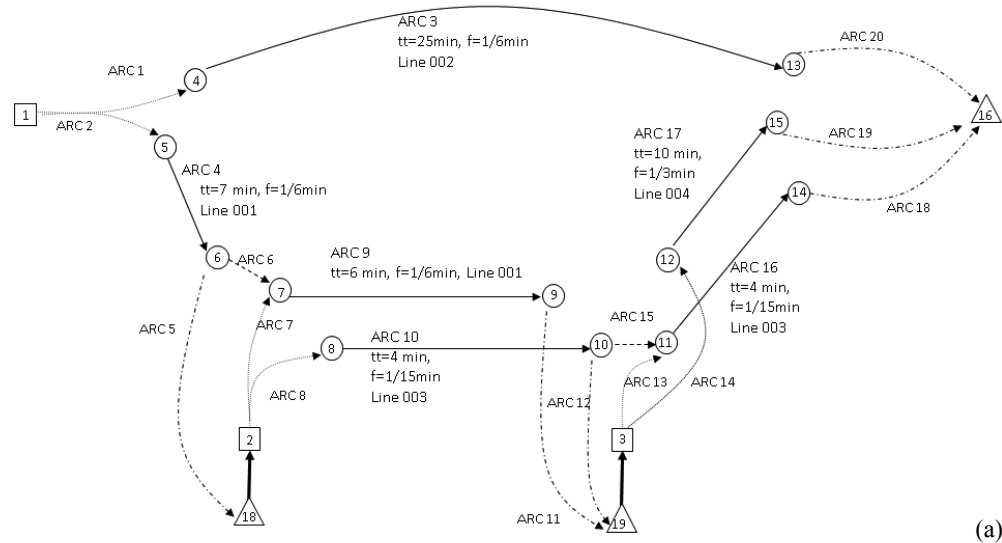 ARC 3
tt=25min, f=1/6min
Line 002
ARC 20
13
ARC 1
4
1
16
ARC 2
15
ARC 17
tt=10 min,
f=1/3min
Line 004
ARC 19
5
ARC 4
tt=7 min, f=1/6min
Line 001
14
ARC 18
6
ARC 6
ARC 9
tt=6 min, f=1/6min, Line 001
12
ARC 16
tt=4 min,
f=1/15min
Line 003
7
9
ARC 5
ARC 7
ARC 15
8
ARC 10
tt=4 min,
f=1/15min
Line 003
10
11
ARC 8
ARC 12
ARC 13
ARC 14
2
3
18
ARC 11
19
(a)